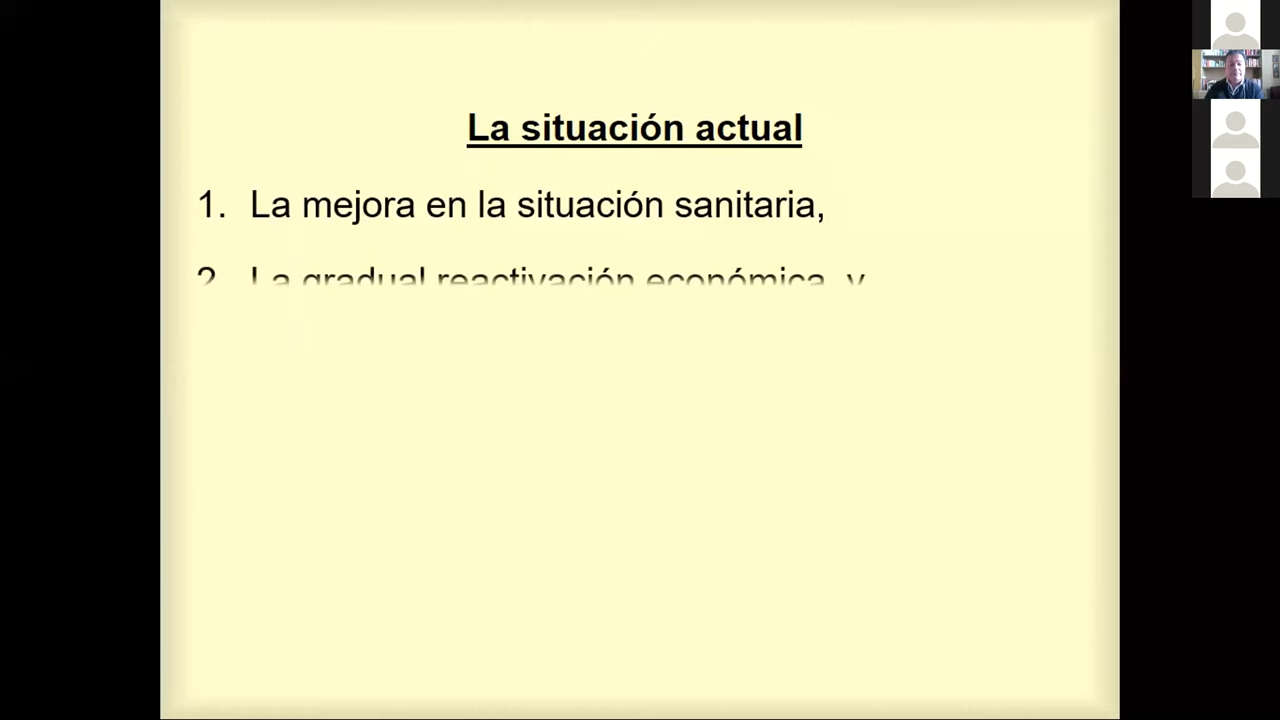 La situación actual
1. La mejora en la situación sanitaria,
2. La gradual reactivación económica, y